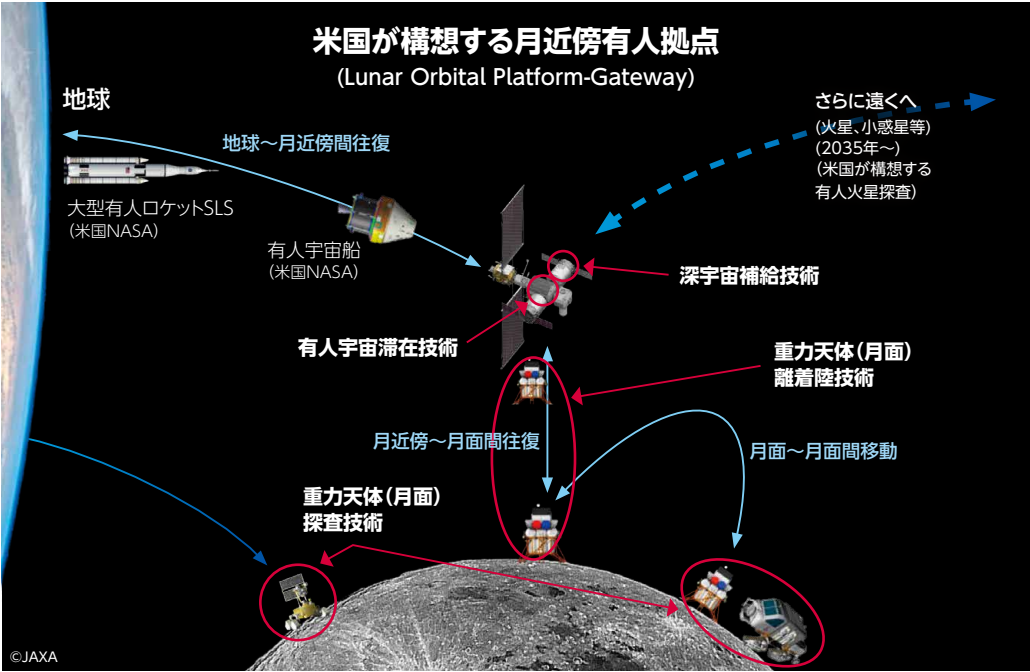 米国が構想する月近傍有人拠点
(Lunar Orbital Platform-Gateway)
地球
さらに遠くへ
(火星、小惑星等)
(2035年～)
(米国が構想する
有人火星探査)
地球～月近傍間往復
大型有人ロケットSLS
(米国NASA)
有人宇宙船
(米国NASA)
深宇宙補給技術
有人宇宙滞在技術
重力天体(月面)
離着陸技術
月近傍～月面間往復
月面～月面間移動
重力天体(月面)
探査技術
©JAXA